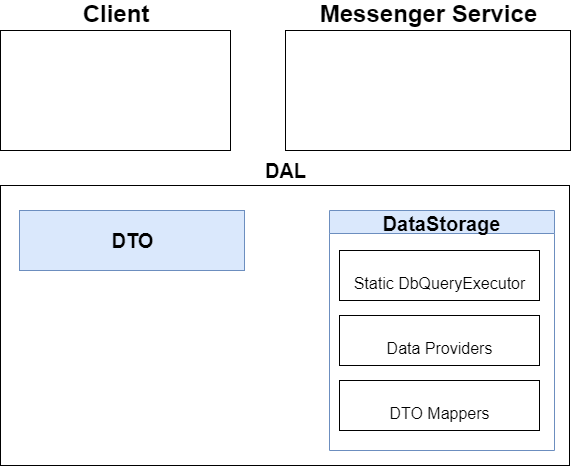 Client
Messenger Service
DAL
DTO
DataStorage
Static DbQueryExecutor
Data Providers
DTO Mappers